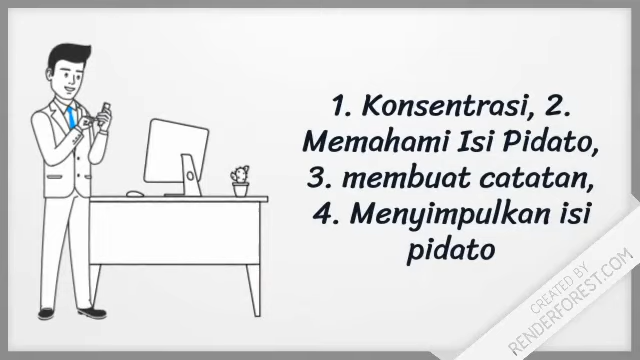 1. Konsentrasi, 2.
Memahami Isi Pidato,
3. membuat catatan,
4. Menyimpulkan isi
pidato
CREATED BY
RENDERFOREST.COM